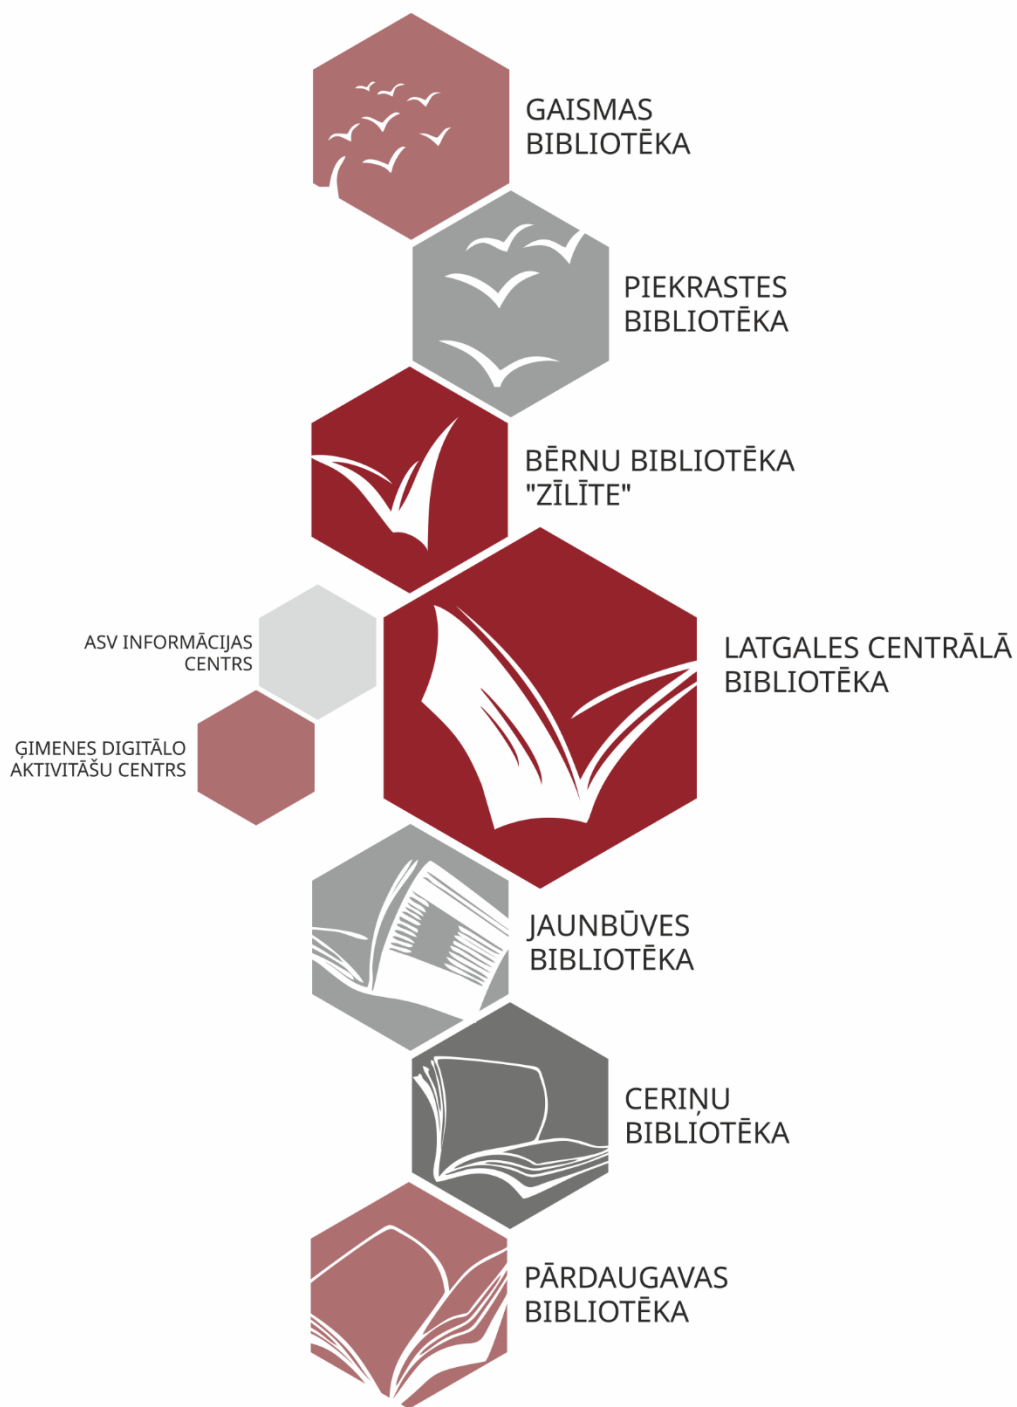 GAISMAS
BIBLIOTĒKA
PIEKRASTES
BIBLIOTĒKA
BĒRNU BIBLIOTĒKA
"ZĪLĪTE"
ASV INFORMĀCIJAS
CENTRS
LATGALES CENTRĀLĀ
BIBLIOTĒKA
ĢIMENES DIGITĀLO
AKTIVITĀŠU CENTRS
JAUNBŪVES
BIBLIOTĒKA
CERIŅU
BIBLIOTĒKA
PĀRDAUGAVAS
BIBLIOTĒKA